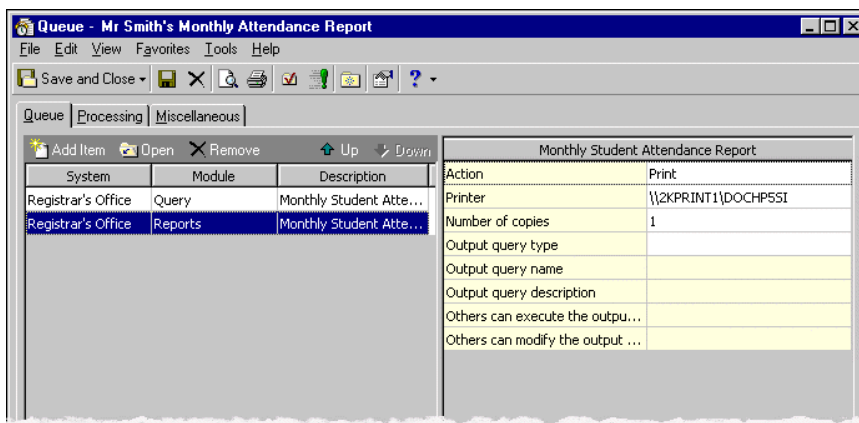 Queue - Mr Smith's Monthly Attendance Report
File Edit View Favorites Tools Help
Save and Close
Queue Processing Miscellaneous
Add Item Open Remove Up Down
System Module Description
Registrar's Office Query Monthly Student Atte...
Registrar's Office Reports Monthly Student Atte...
Monthly Student Attendance Report
Action Print
Printer \\2KPRINT1\DOCHP5SI
Number of copies 1
Output query type
Output query name
Output query description
Others can execute the outpu...
Others can modify the output ...